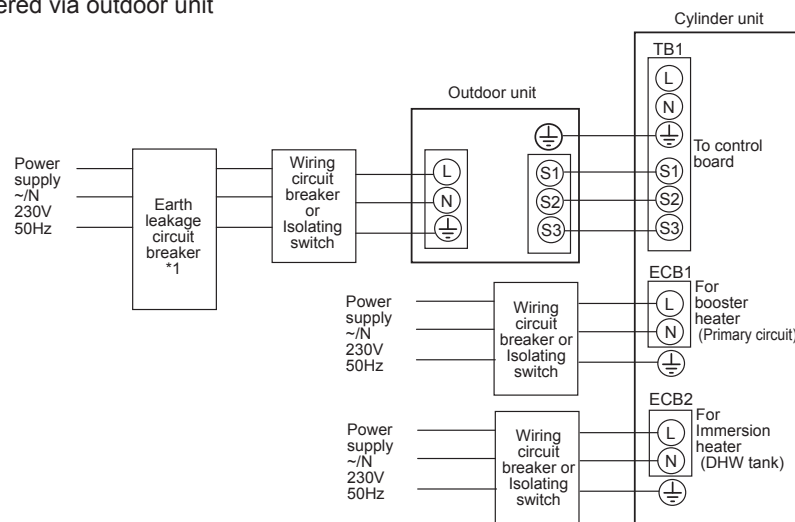 ered via outdoor unit
Cylinder unit
TB1
L
N
To control
board
S1
S2
S3
Outdoor unit
L
N
S1
S2
S3
Power
supply
~/N
230V
50Hz
Earth
leakage
circuit
breaker
*1
Wiring
circuit
breaker
or
Isolating
switch
ECB1
For
booster
heater
(Primary circuit)
L
N
Power
supply
~/N
230V
50Hz
Wiring
circuit
breaker or
Isolating
switch
ECB2
For
Immersion
heater
(DHW tank)
L
N
Power
supply
~/N
230V
50Hz
Wiring
circuit
breaker or
Isolating
switch